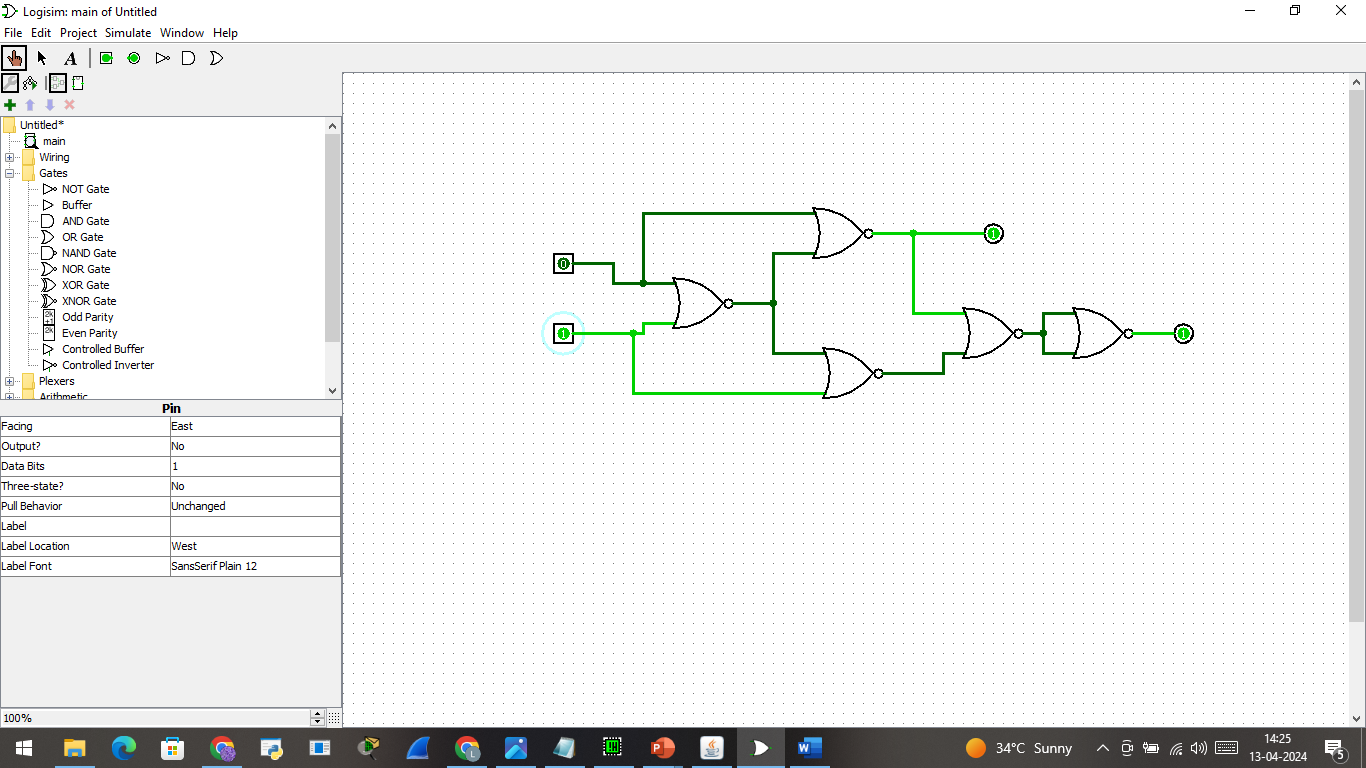 Logisim: main of Untitled
File Edit Project Simulate Window Help
A
Untitled*
main
Wiring
Gates
NOT Gate
Buffer
AND Gate
OR Gate
NAND Gate
NOR Gate
XOR Gate
XNOR Gate
Odd Parity
Even Parity
Controlled Buffer
Controlled Inverter
Plexers
Arithmetic
Pin
Facing East
Output? No
Data Bits 1
Three-state? No
Pull Behavior Unchanged
Label
Label Location West
Label Font SansSerif Plain 12
100%
1
0
1
1
34°C Sunny
14:25
13-04-2024
5